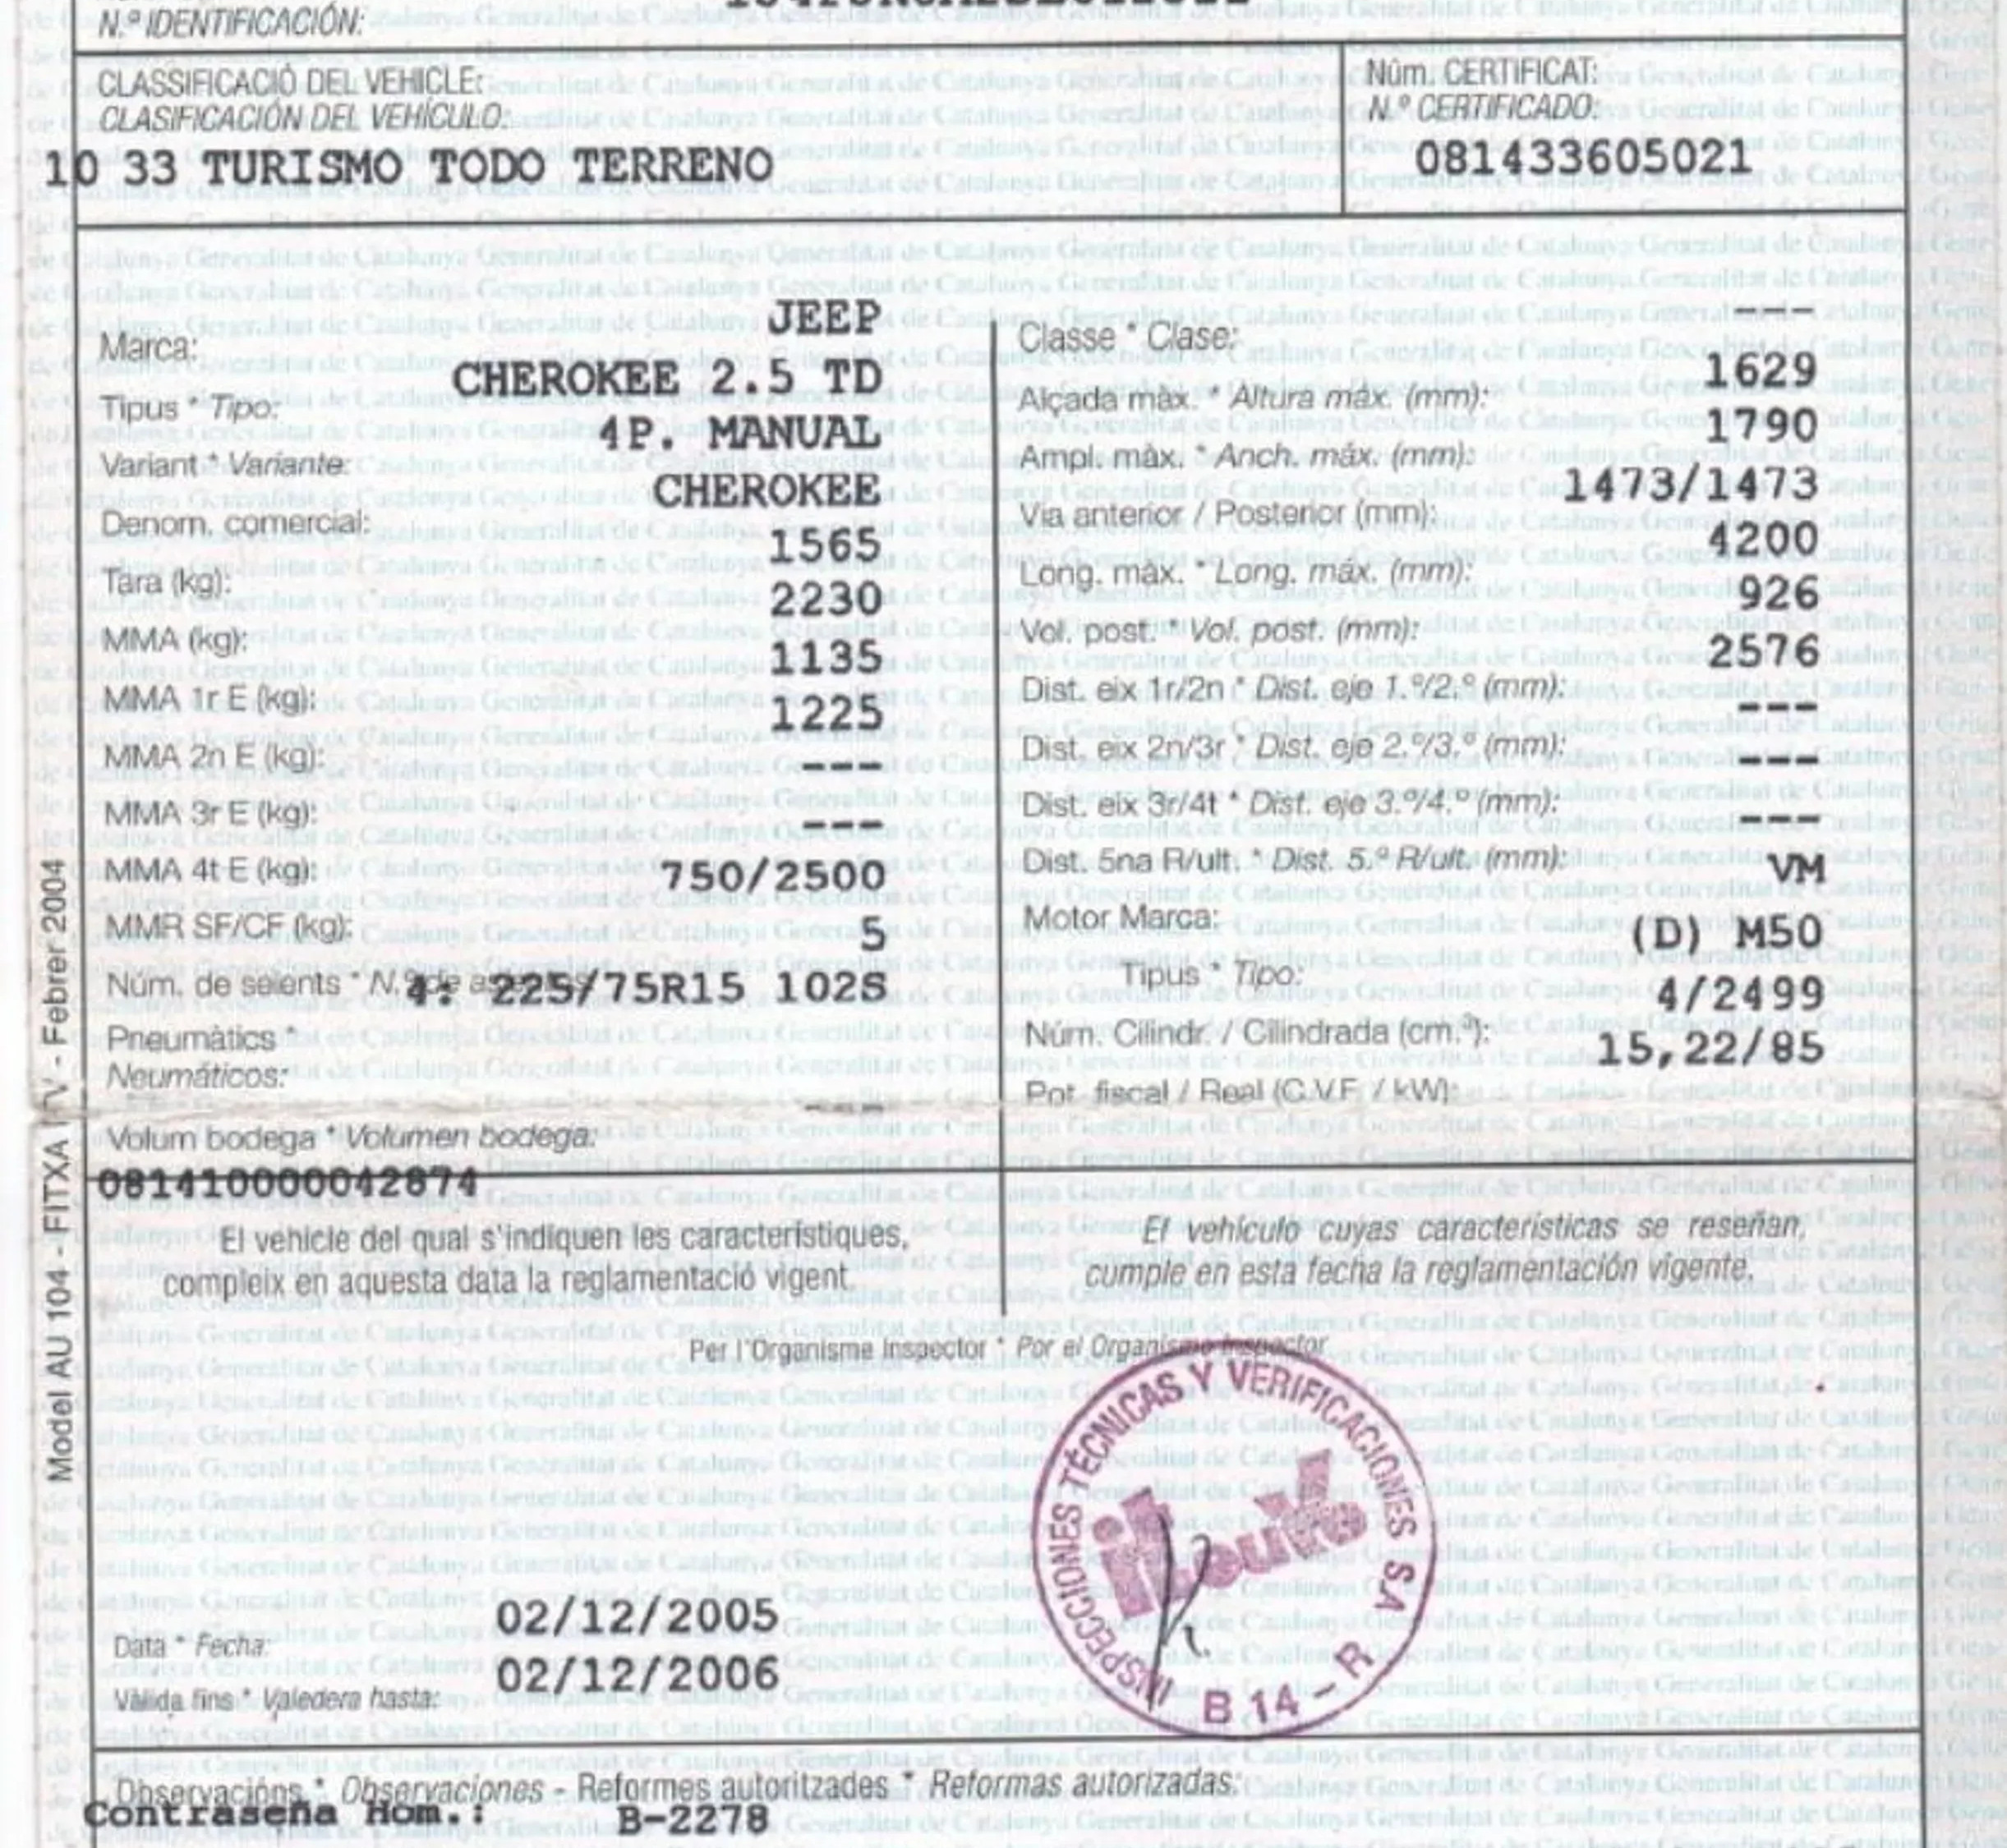 N.º IDENTIFICACIÓN:
CLASSIFICACIÓ DEL VEHICLE:
CLASIFICACIÓN DEL VEHÍCULO:
10 33 TURISMO TODO TERRENO
Núm. CERTIFICAT:
N.º CERTIFICADO:
081433605021
Marca: JEEP
Tipus * Tipo: CHEROKEE 2.5 TD
Variant * Variante: 4P. MANUAL
Denom. comercial: CHEROKEE
Tara (kg): 1565
MMA (kg): 2230
MMA 1r E (kg): 1135
MMA 2n E (kg): 1225
MMA 3r E (kg): ---
MMA 4t E (kg): ---
MMR SF/CF (kg): 750/2500
Núm. de seients * N.º de 5
Pneumàtics * 4: 225/75R15 102S
Neumáticos:
Volum bodega * Volumen bodega: ---
Classe * Clase: ---
Alçada màx. * Altura máx. (mm): 1629
Ampl. màx. * Anch. máx. (mm): 1790
Via anterior / Posterior (mm): 1473/1473
Long. màx. * Long. máx. (mm): 4200
Vol. post. * Vol. post. (mm): 926
Dist. eix 1r/2n * Dist. eje 1.º/2.º (mm): 2576
Dist. eix 2n/3r * Dist. eje 2.º/3.º (mm): ---
Dist. eix 3r/4t * Dist. eje 3.º/4.º (mm): ---
Dist. 5na R/ult. * Dist. 5.ª R/ult. (mm): ---
Motor Marca: VM
Tipus * Tipo: (D) M50
Núm. Cilindr. / Cilindrada (cm.³): 4/2499
Pot. fiscal / Real (C.V.F. / kW): 15,22/85
081410000042874
El vehicle del qual s'indiquen les característiques,
compleix en aquesta data la reglamentació vigent.
El vehículo cuyas características se reseñan,
cumple en esta fecha la reglamentación vigente.
Per l'Organisme Inspector * Por el Organismo Inspector
INSPECCIONES TÉCNICAS Y VERIFICACIONES SA
B 14 - R
Data * Fecha: 02/12/2005
Vàlida fins * Valedera hasta: 02/12/2006
Observacions * Observaciones - Reformes autoritzades * Reformas autorizadas:
Contraseña Hom.: B-2278
Model AU 104 - FITXA ITV - Febrer 2004